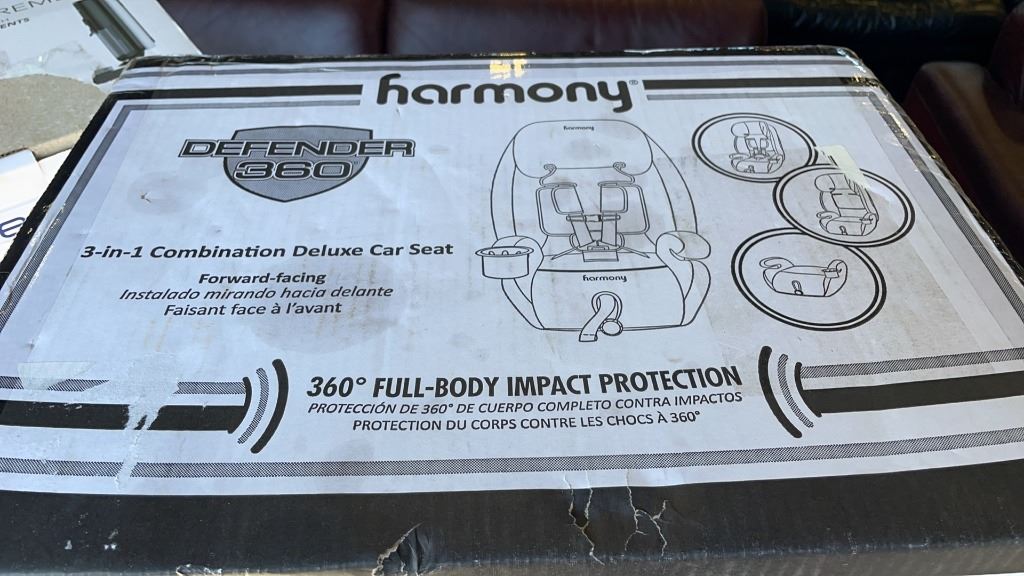 ENTS
harmony®
harmony
DEFENDER
360
3-in-1 Combination Deluxe Car Seat
Forward-facing
Instalado mirando hacia delante
Faisant face à l'avant
harmony
360° FULL-BODY IMPACT PROTECTION
PROTECCIÓN DE 360° DE CUERPO COMPLETO CONTRA IMPACTOS
PROTECTION DU CORPS CONTRE LES CHOCS À 360°